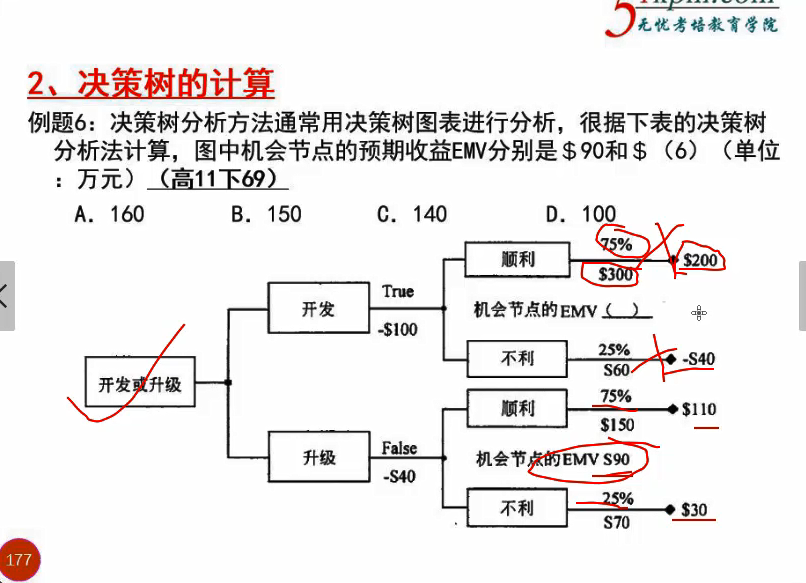 5
无忧考培教育学院
2、决策树的计算
例题6：决策树分析方法通常用决策树图表进行分析，很据下表的决策树
分析法计算，图中机会节点的预期收益EMV分别是＄90和＄（6）（单位
：万元）（高11下69）
A. 160 B. 150 C. 140 D. 100
75%
顺利 $200
$300
True
开发 机会节点的EMV（ ）
-$100
25%
不利 -S40
S60
开发或升级
75%
顺利 $110
$150
False
升级 机会节点的EMV S90
-S40
25%
不利 $30
S70
177